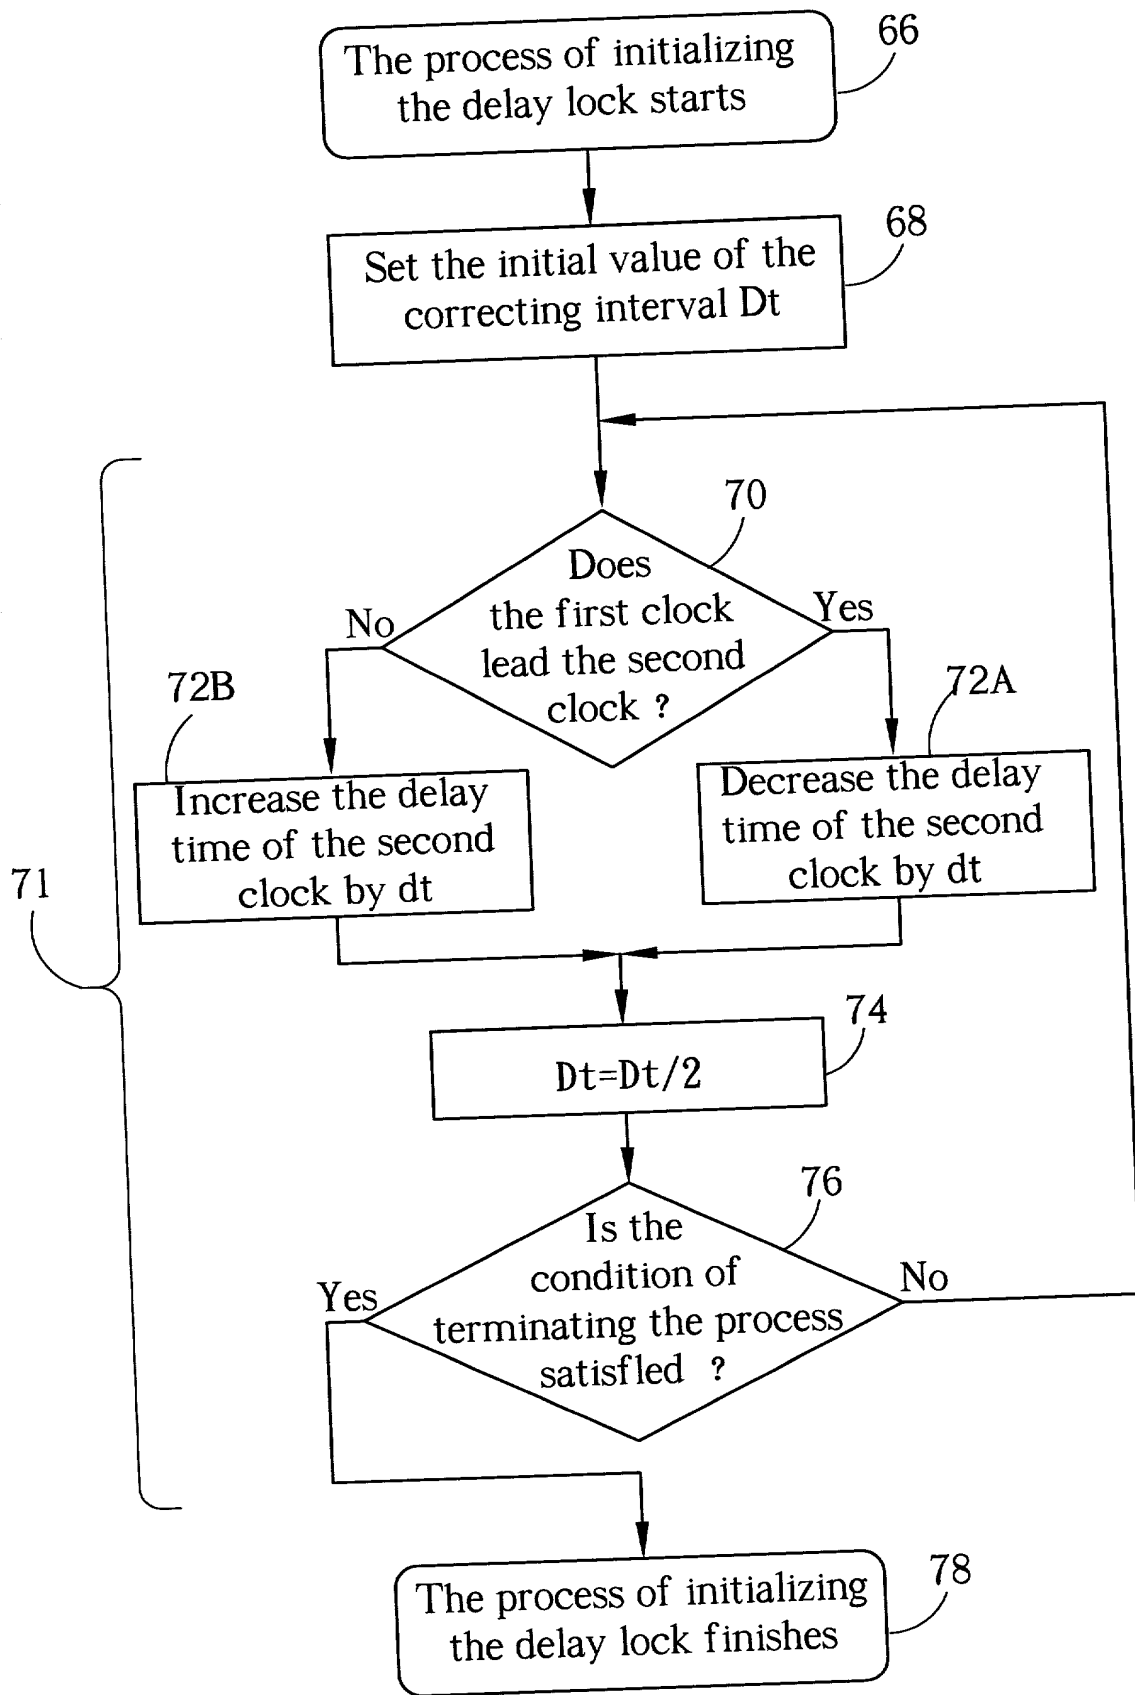 The process of initializing
the delay lock starts
66
Set the initial value of the
correcting interval Dt
68
70
Does
the first clock
lead the second
clock ?
No
Yes
72B
72A
Increase the delay
time of the second
clock by dt
Decrease the delay
time of the second
clock by dt
71
74
Dt=Dt/2
76
Is the
condition of
terminating the process
satisfled ?
Yes
No
The process of initializing
the delay lock finishes
78